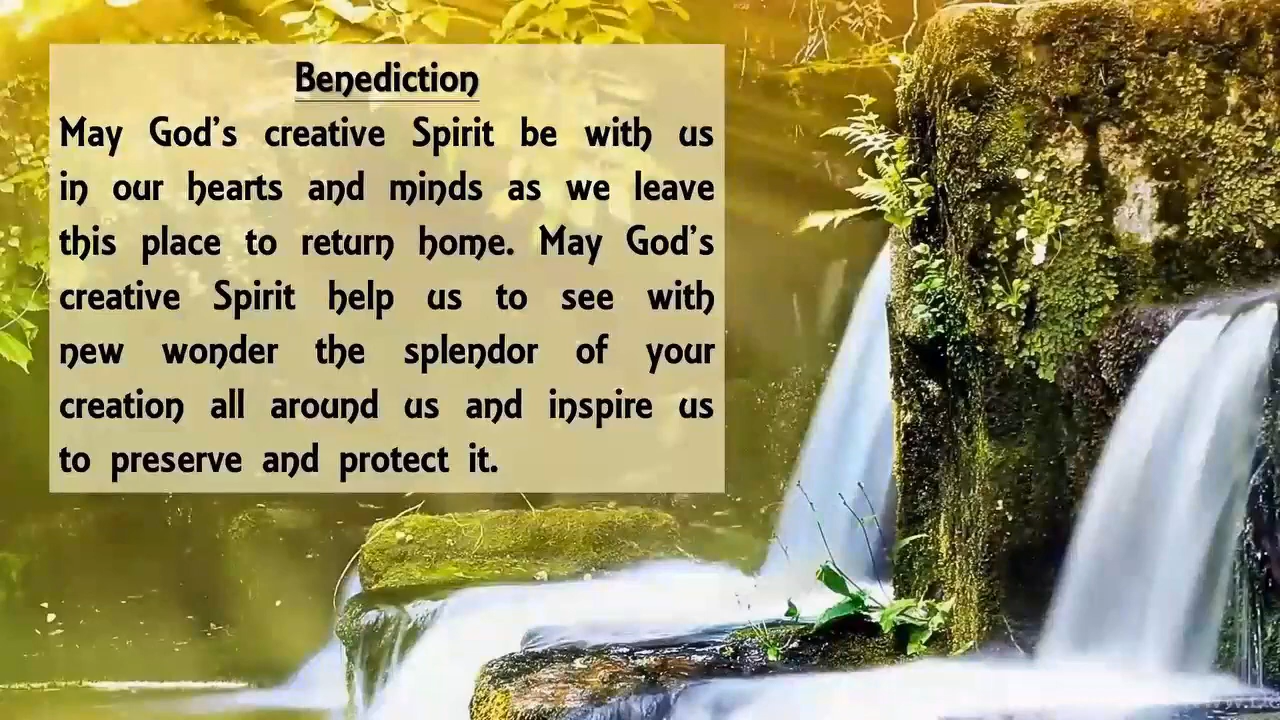 Benediction
May God's creative Spirit be with us
in our hearts and minds as we leave
this place to return home. May God's
creative Spirit help us to see with
new wonder the splendor of your
creation all around us and inspire us
to preserve and protect it.